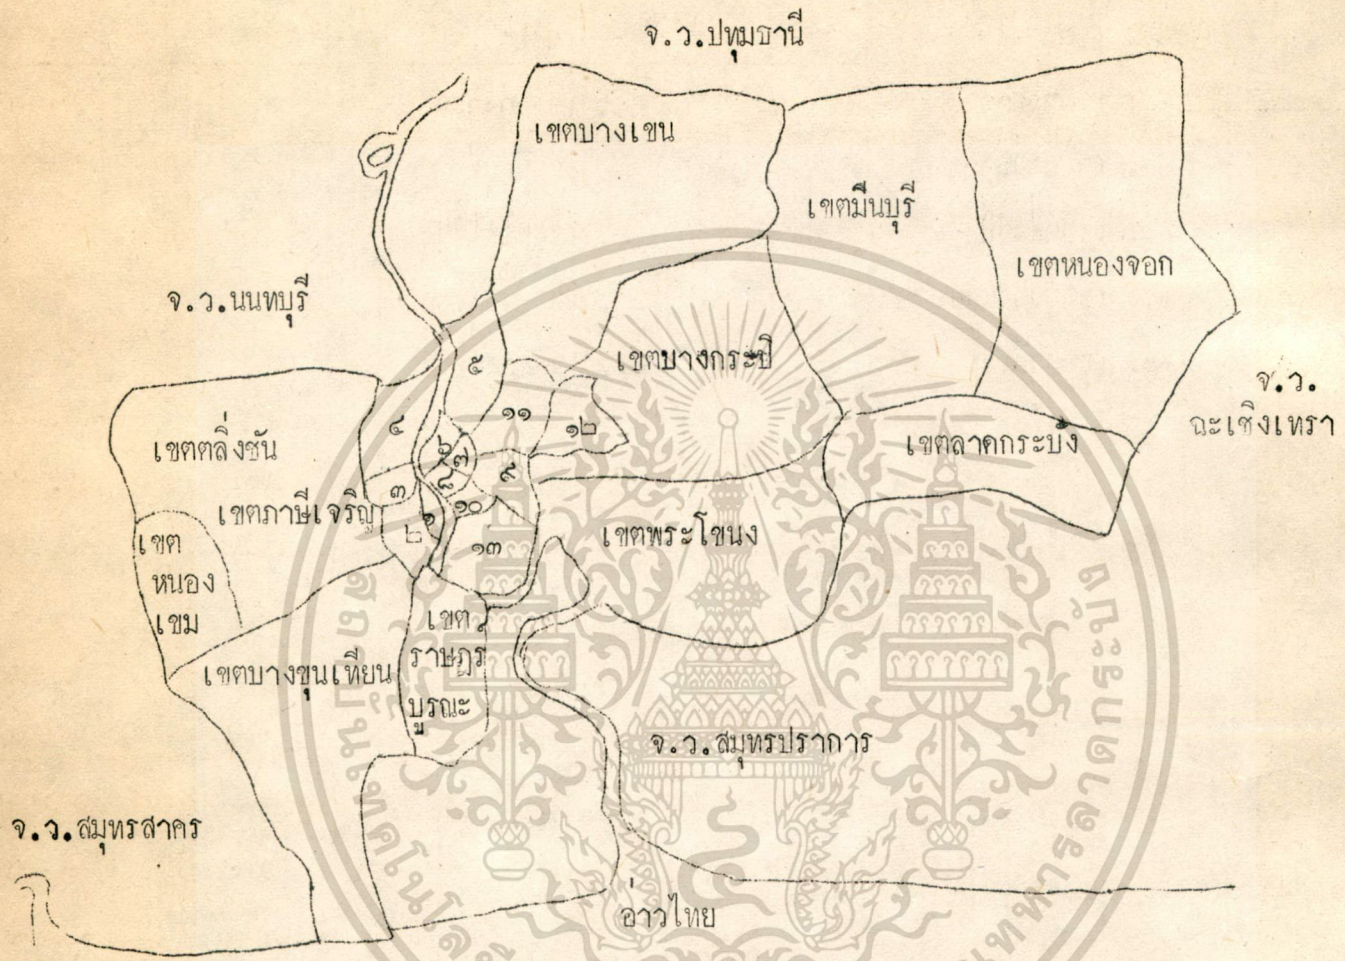 จ.ว.ปทุมธานี
เขตบางเขน
เขตมีนบุรี
เขตหนองจอก
จ.ว.นนทบุรี
๕
เขตบางกะปิ
จ.ว.
ฉะเชิงเทรา
๔
๑๑
๑๒
เขตตลิ่งชัน
เขตลาดกระบัง
๖
๗
๘
๙
๓
เขตภาษีเจริญ
๑๐
๑
๒
๑๓
เขตพระโขนง
เขต
หนอง
เขม
เขต
ราษฎร
บูรณะ
เขตบางขุนเทียน
จ.ว.สมุทรปราการ
จ.ว.สมุทรสาคร
อ่าวไทย